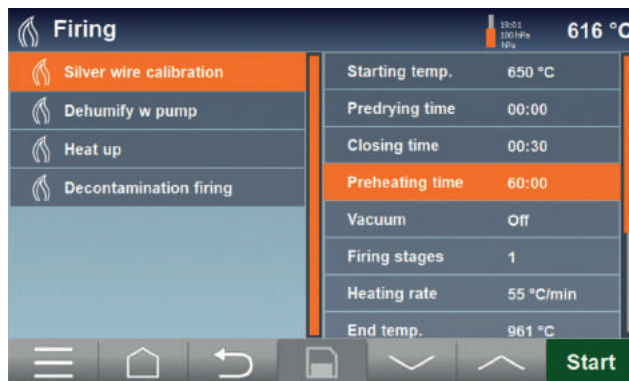 Firing
19:01
100 hPa
hPa
616 °C
Silver wire calibration
Dehumify w pump
Heat up
Decontamination firing
Starting temp. 650 °C
Predrying time 00:00
Closing time 00:30
Preheating time 60:00
Vacuum Off
Firing stages 1
Heating rate 55 °C/min
End temp. 961 °C
Start